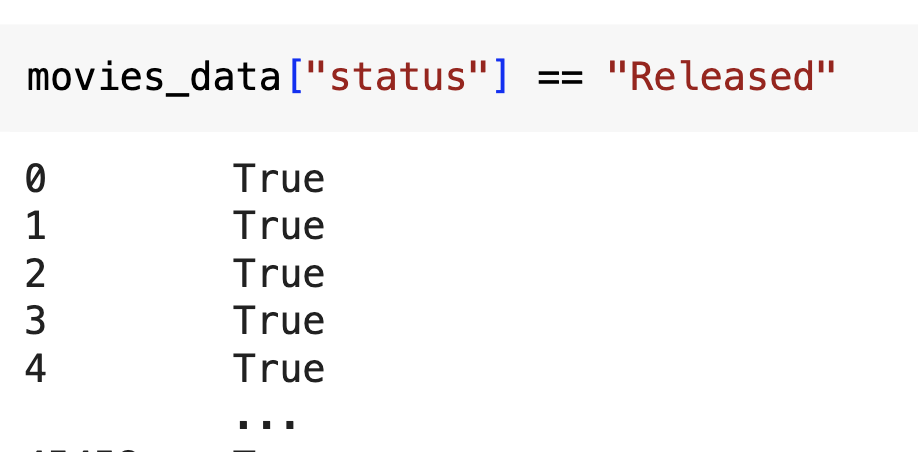 movies_data["status"] == "Released"
0 True
1 True
2 True
3 True
4 True
...